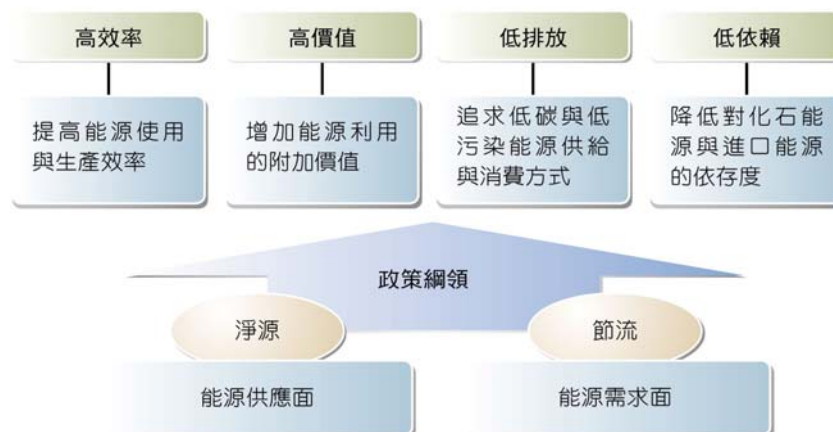 高效率
高價值
低排放
低依賴
提高能源使用
與生產效率
增加能源利用
的附加價值
追求低碳與低
污染能源供給
與消費方式
降低對化石能
源與進口能源
的依存度
政策綱領
淨源
節流
能源供應面
能源需求面